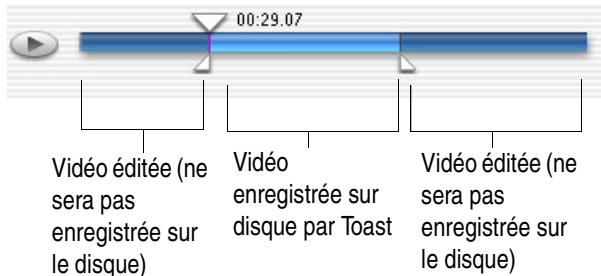 00:29.07
Vidéo éditée (ne
sera pas
enregistrée sur
le disque)
Vidéo
enregistrée sur
disque par Toast
Vidéo éditée (ne
sera pas
enregistrée sur
le disque)